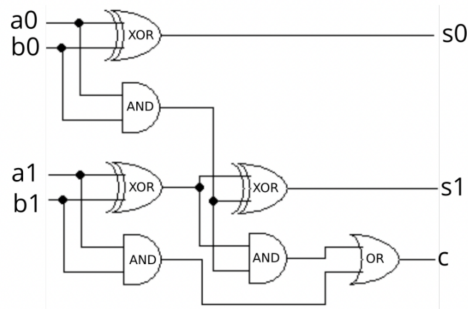 a0 XOR s0
b0
AND
a1 XOR XOR s1
b1
AND AND OR c